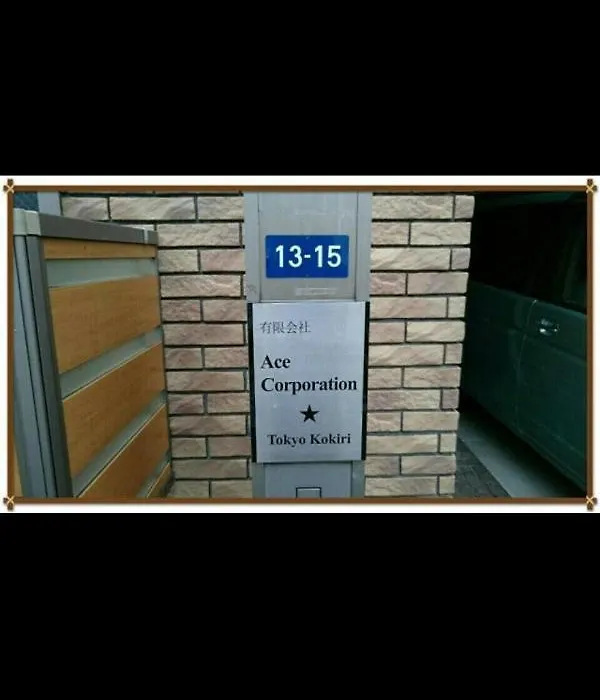 13-15
有限会社
Ace
Corporation
★
Tokyo Kokiri